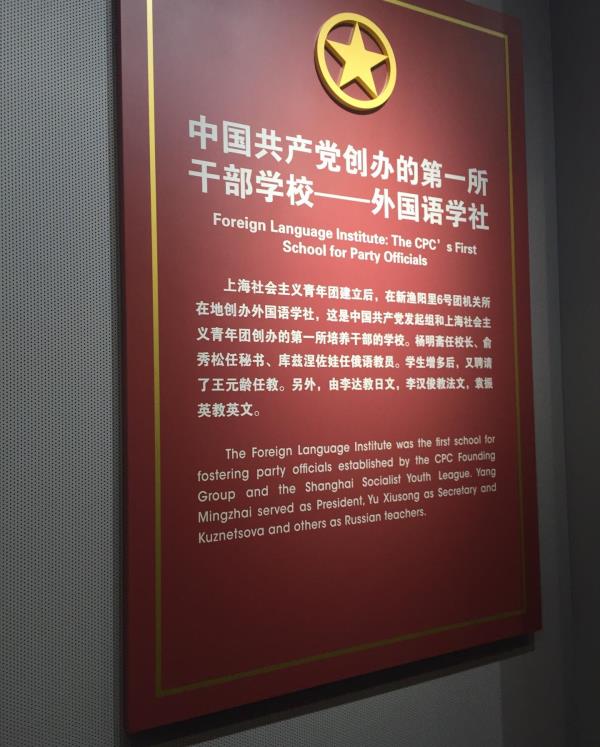 中国共产党创办的第一所
干部学校——外国语学社
Foreign Language Institute: The CPC's First
School for Party Officials
上海社会主义青年团建立后，在新渔阳里6号团机关所
在地创办外国语学社，这是中国共产党发起组和上海社会主
义青年团创办的第一所培养干部的学校。杨明斋任校长、俞
秀松任秘书、库兹涅佐娃任俄语教员。学生增多后，又聘请
了王元龄任教。另外，由李达教日文，李汉俊教法文，袁振
英教英文。
The Foreign Language Institute was the first school for
fostering party officials established by the CPC Founding
Group and the Shanghai Socialist Youth League. Yang
Mingzhai served as President, Yu Xiusong as Secretary and
Kuznetsova and others as Russian teachers.